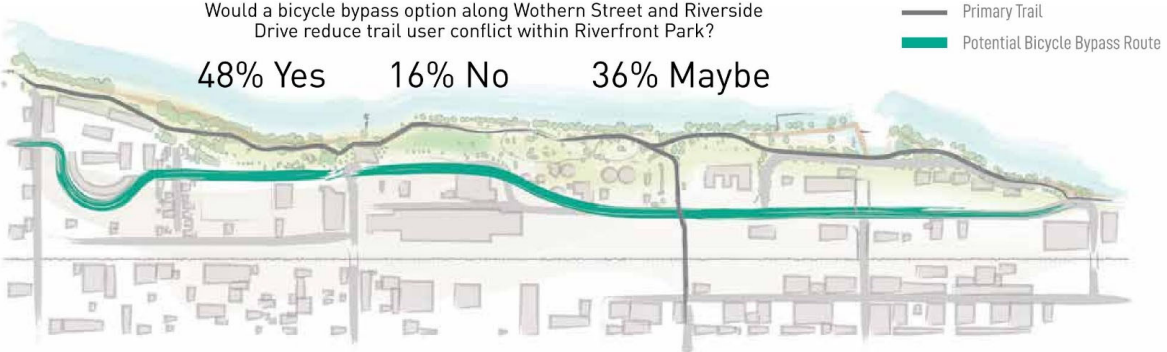 Would a bicycle bypass option along Wothern Street and Riverside
Drive reduce trail user conflict within Riverfront Park?
48% Yes 16% No 36% Maybe
Primary Trail
Potential Bicycle Bypass Route